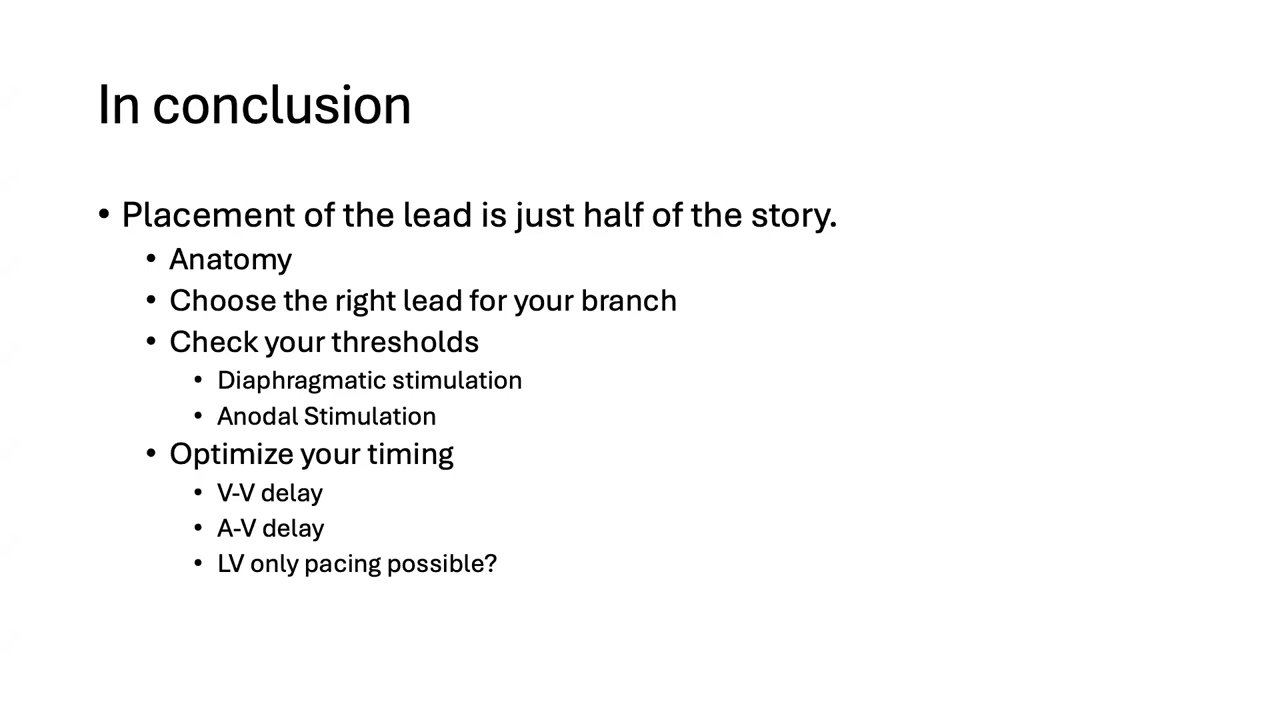 In conclusion
• Placement of the lead is just half of the story.
• Anatomy
• Choose the right lead for your branch
• Check your thresholds
• Diaphragmatic stimulation
• Anodal Stimulation
• Optimize your timing
• V-V delay
• A-V delay
• LV only pacing possible?